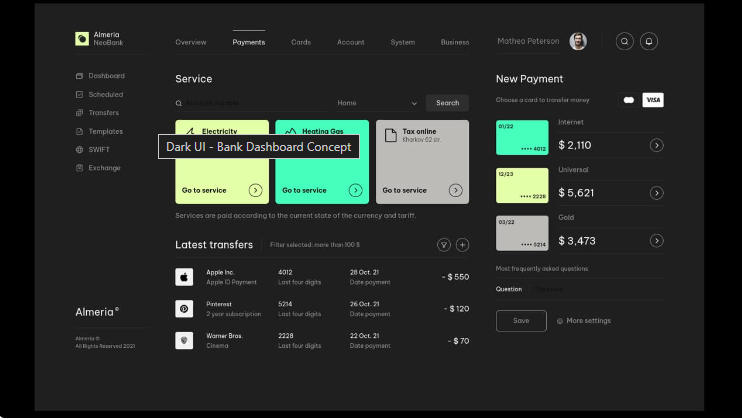 Almeria
NeoBank
Overview
Payments
Cards
Account
System
Business
Matheo Peterson
Dashboard
Scheduled
Transfers
Templates
SWIFT
Exchange
Almeria ©
Almeria ©
All Rights Reserved 2021
Service
Home
Search
Electricity
Go to service
Heating Gas
Go to service
Tax online
Kharkov 62 str.
Go to service
Dark UI - Bank Dashboard Concept
Services are paid according to the current state of the currency and tariff.
Latest transfers
Filter selected: more than 100 $
Apple Inc.
Apple ID Payment
4012
Last four digits
28 Oct. 21
Date payment
- $ 550
Pinterest
2 year subscription
5214
Last four digits
26 Oct. 21
Date payment
- $ 120
Warner Bros.
Cinema
2228
Last four digits
22 Oct. 21
Date payment
- $ 70
New Payment
Choose a card to transfer money
VISA
01/22
•••• 4012
Internet
$ 2,110
12/23
•••• 2228
Universal
$ 5,621
03/22
•••• 5214
Gold
$ 3,473
Most frequently asked questions
Question
Save
More settings